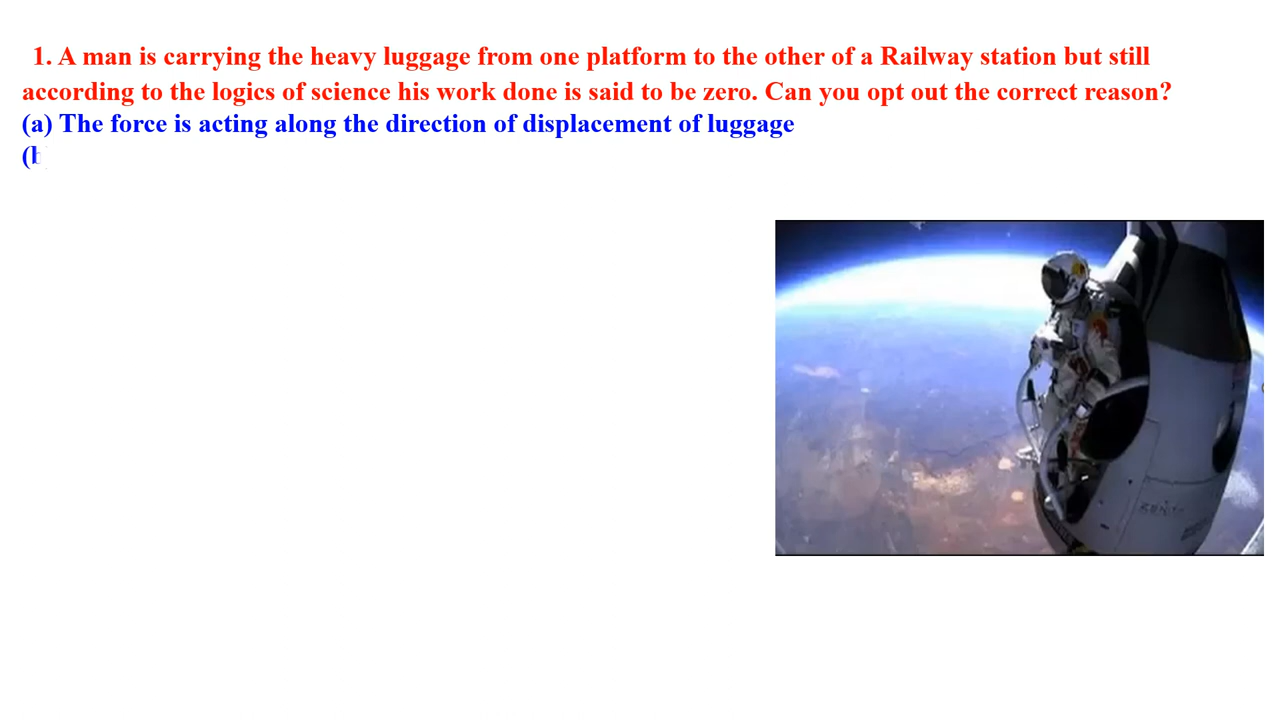 1. A man is carrying the heavy luggage from one platform to the other of a Railway station but still
according to the logics of science his work done is said to be zero. Can you opt out the correct reason?
(a) The force is acting along the direction of displacement of luggage
(b